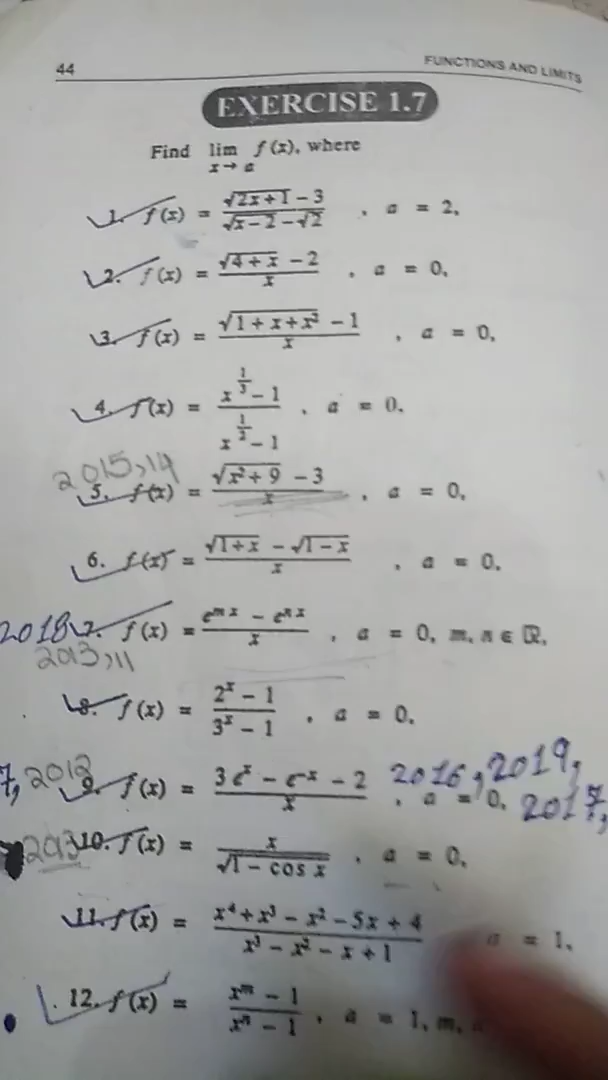 44
FUNCTIONS AND LIMITS
EXERCISE 1.7
Find lim f(x), where
x → a
1. f(x) = (√(2x+1) − 3)/(√(x−2) − √2), a = 2,
2. f(x) = (√(4+x) − 2)/x, a = 0,
3. f(x) = (√(1+x+x²) − 1)/x, a = 0,
4. f(x) = (x^(1/3) − 1)/(x^(1/2) − 1), a = 0.
2015,14
5. f(x) = (√(x²+9) − 3)/x, a = 0,
6. f(x) = (√(1+x) − √(1−x))/x, a = 0.
2018 7. f(x) = (e^(mx) − e^(nx))/x, a = 0, m, n ∈ ℝ,
2013,11
8. f(x) = (2^x − 1)/(3^x − 1), a = 0,
7, 2012 9. f(x) = (3e^x − e^(−x) − 2)/x, a = 0, 2016, 2019, 2017,
10. f(x) = x/√(1 − cos x), a = 0,
11. f(x) = (x⁴+x³ − x² − 5x + 4)/(x³ − x² − x + 1) a = 1,
12. f(x) = (x^m − 1)/(x^n − 1), a = 1, m,